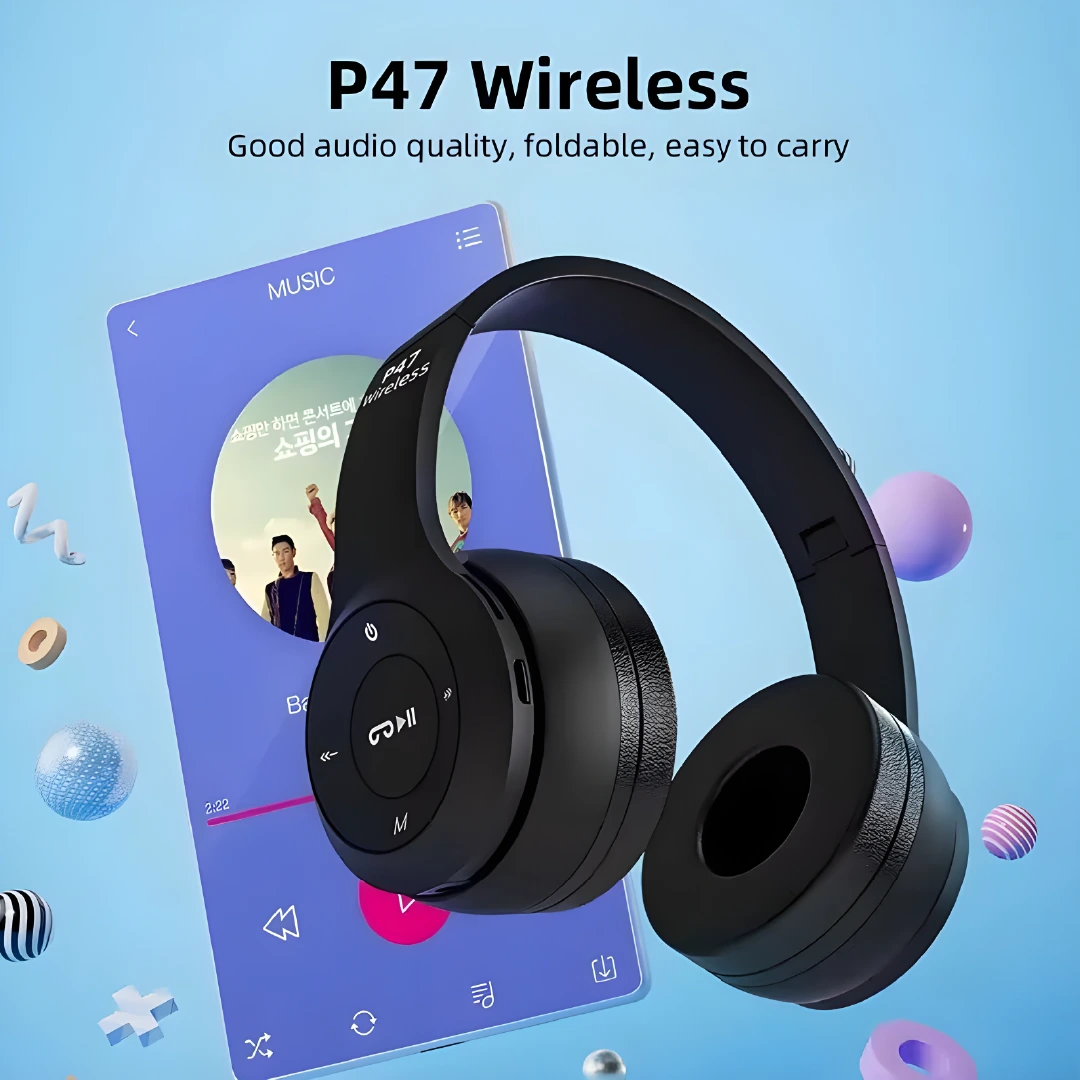 P47 Wireless
Good audio quality, foldable, easy to carry
MUSIC
P47
Wireless
쇼핑만 하면 콘서트에
쇼핑의
2:22
M